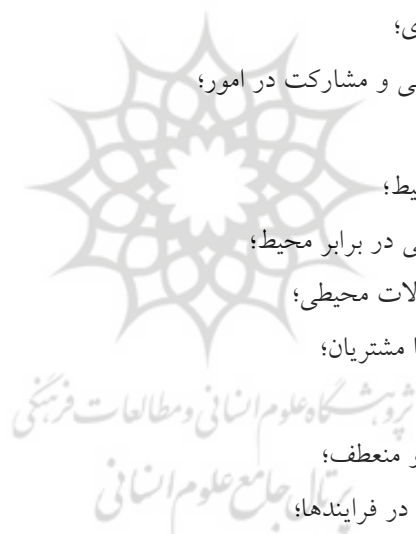 ی؛
ی و مشارکت در امور؛
یط؛
ی در برابر محیط؛
لات محیطی؛
ا مشتریان؛
پژوهشگاه علوم انسانی و مطالعات فرهنگی
ر منعطف؛
پرتال جامع علوم انسانی
در فرایندها؛